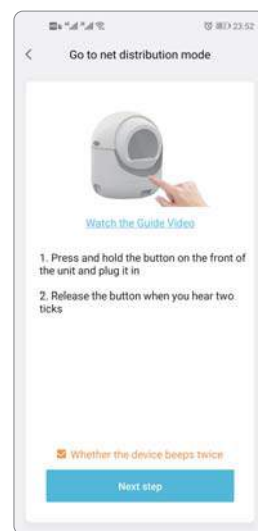 23:52
Go to net distribution mode
Watch the Guide Video
1. Press and hold the button on the front of
the unit and plug it in
2. Release the button when you hear two
ticks
Whether the device beeps twice
Next step